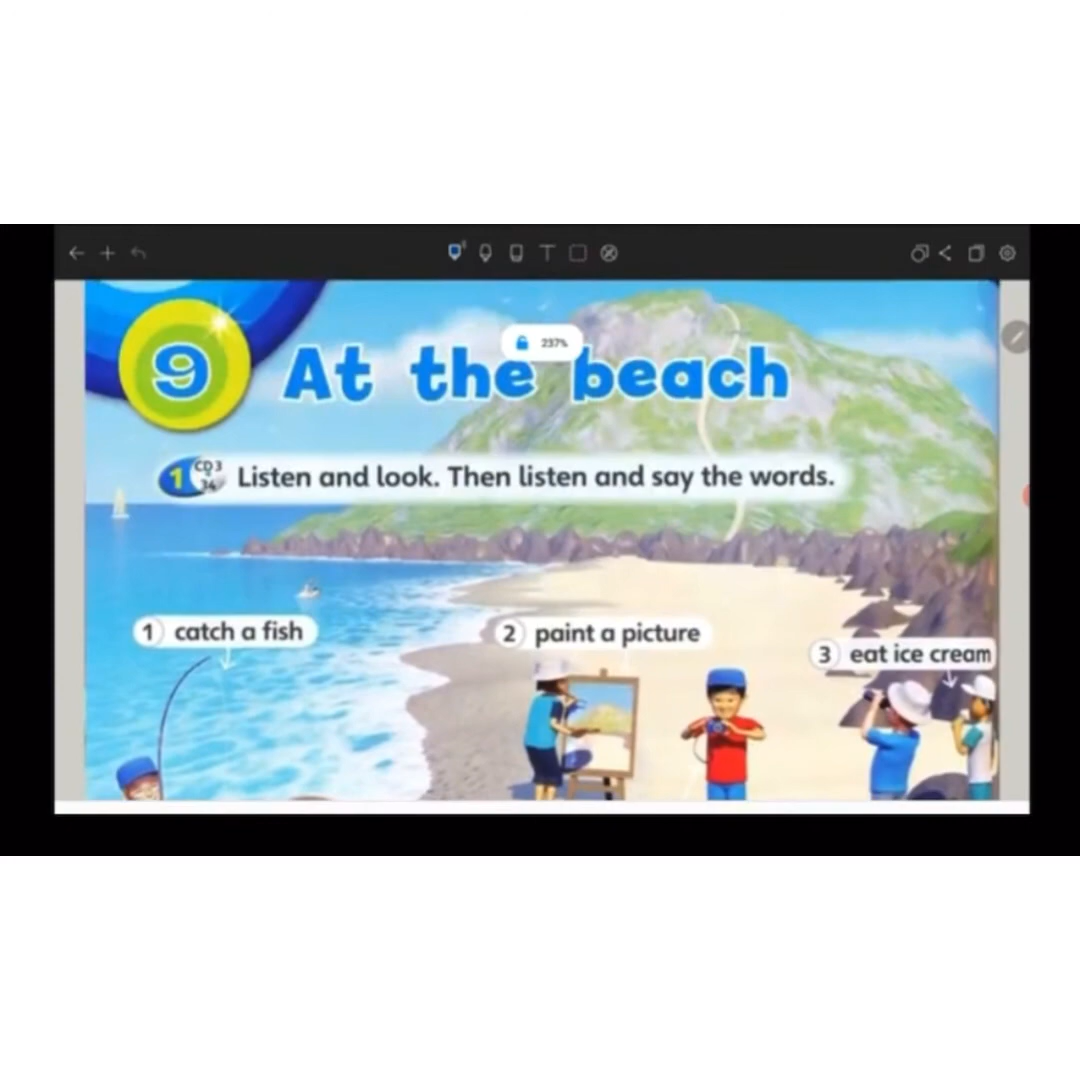 9 At the beach
237%
1 CD3 34 Listen and look. Then listen and say the words.
1 catch a fish
2 paint a picture
3 eat ice cream